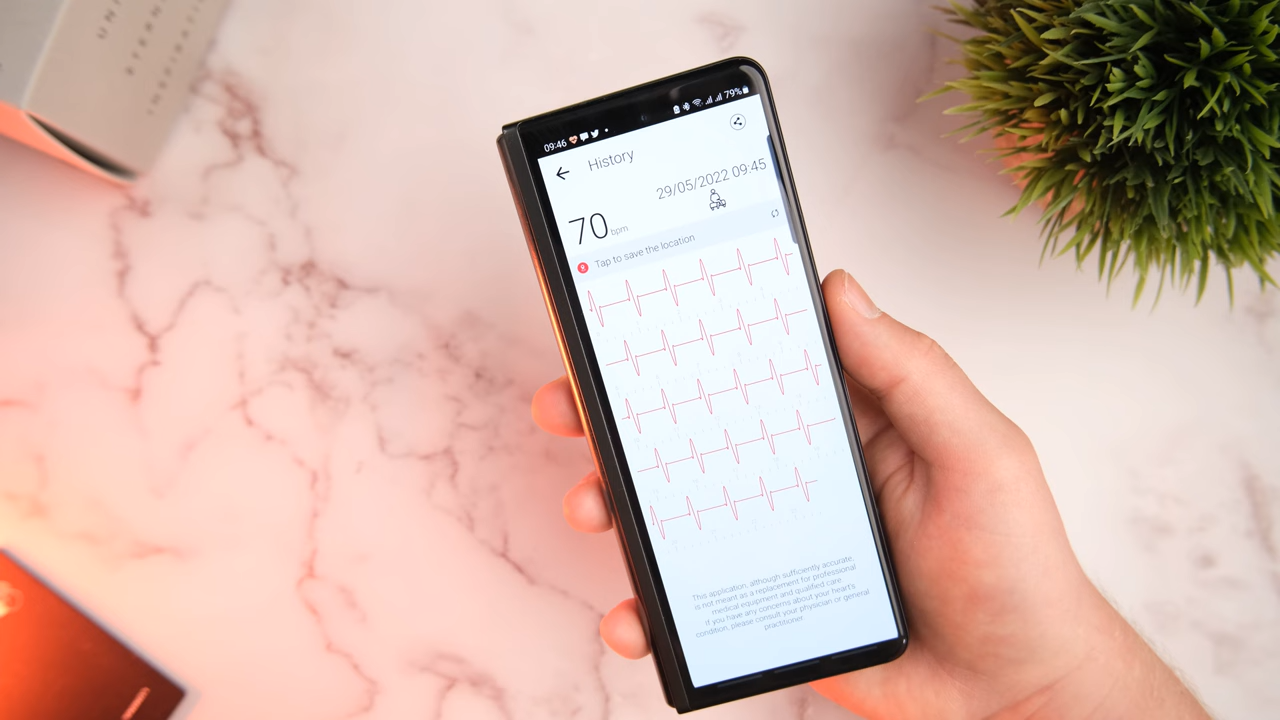 09:46
79%
History
29/05/2022 09:45
70 bpm
Tap to save the location
This application, although sufficiently accurate,
is not meant as a replacement for professional
medical equipment and qualified care
If you have any concerns about your heart's
condition, please consult your physician or general
practitioner